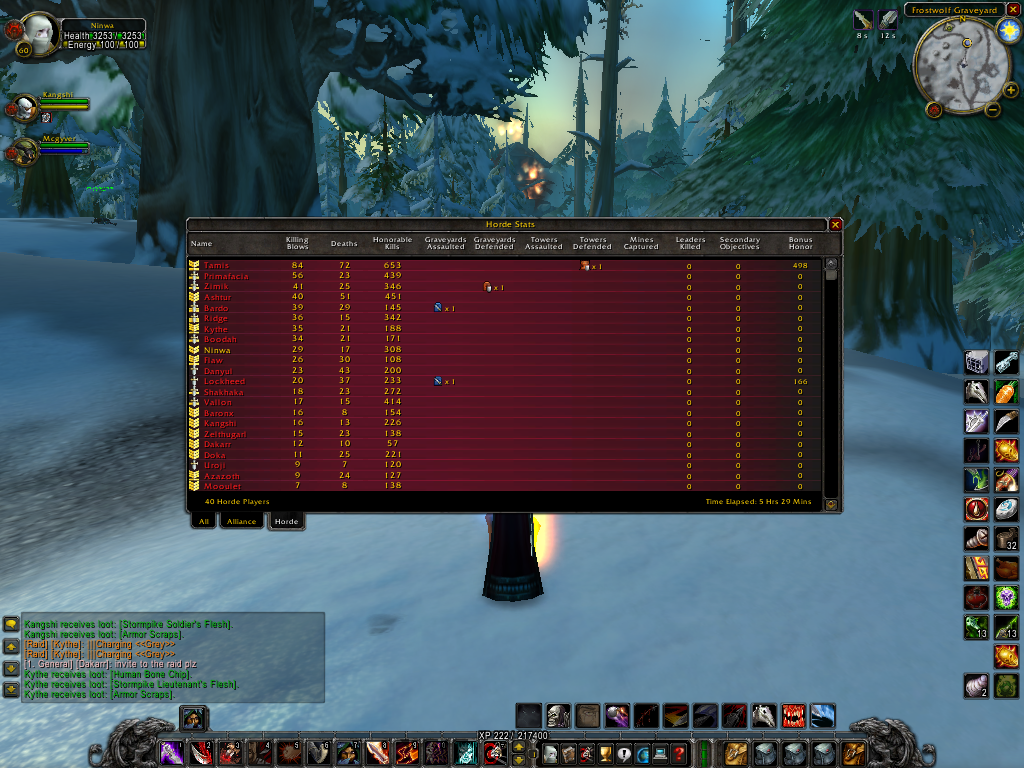 Ninwa
Health 3253 / 3253
Energy 100 / 100
60
Kangshi
Mcgyver
8 s 12 s
Frostwolf Graveyard
N
Horde Stats
Name Killing Blows Deaths Honorable Kills Graveyards Assaulted Graveyards Defended Towers Assaulted Towers Defended Mines Captured Leaders Killed Secondary Objectives Bonus Honor
Tamis 84 72 653 x 1 0 0 498
Primafacia 56 23 439 0 0 0
Zimik 41 25 346 x 1 0 0 0
Ashtur 40 51 451 0 0 0
Bardo 39 29 145 x 1 0 0 0
Ridge 36 15 342 0 0 0
Kythe 35 21 188 0 0 0
Boodah 34 21 171 0 0 0
Ninwa 29 17 308 0 0 0
26 30 108 0 0 0
Danyul 23 43 200 0 0 0
Lockheed 20 37 233 x 1 0 0 166
Shakhaka 18 23 272 0 0 0
17 15 414 0 0 0
Baronx 16 8 154 0 0 0
Kangshi 16 13 226 0 0 0
Zelthugarl 15 23 138 0 0 0
Dakarr 12 10 57 0 0 0
Doka 11 25 221 0 0 0
Uroji 9 7 120 0 0 0
Azazoth 9 24 127 0 0 0
Mooulet 7 8 138 0 0 0
40 Horde Players Time Elapsed: 5 Hrs 29 Mins
All Alliance Horde
Kangshi receives loot: [Stormpike Soldier's Flesh].
Kangshi receives loot: [Armor Scraps].
[Raid] [Kythe]: |||Charging <<Gray>>
[Raid] [Kythe]: |||Charging <<Gray>>
[1. General] [Dakarr]: invite to the raid plz
Kythe receives loot: [Human Bone Chip].
Kythe receives loot: [Stormpike Lieutenant's Flesh].
Kythe receives loot: [Armor Scraps].
32
13 13
2
XP 222 / 217400